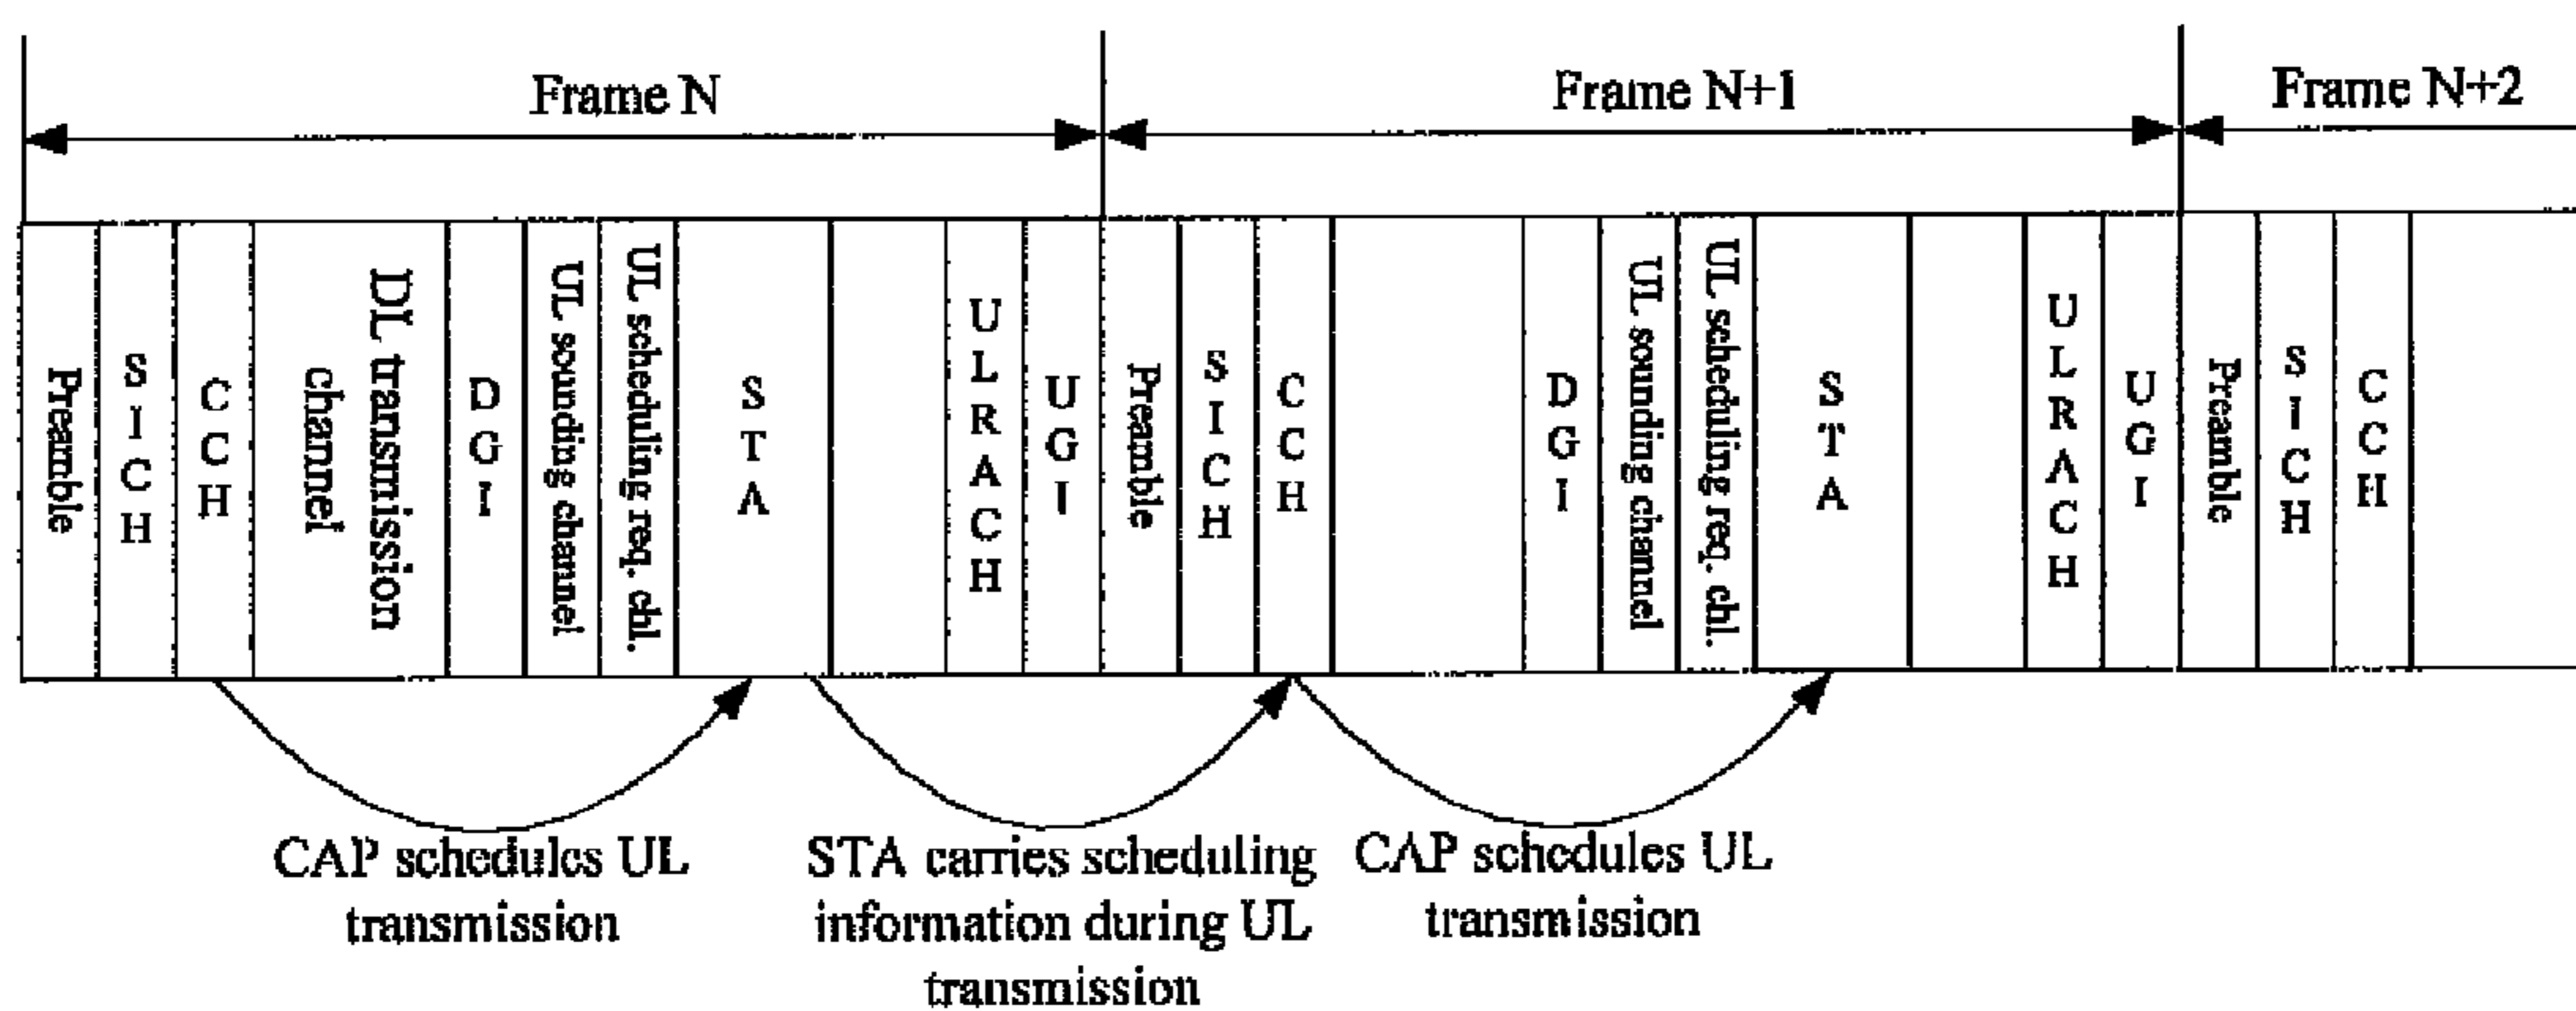 Frame N
Frame N+1
Frame N+2
Preamble
SICH
CCH
DL transmission
channel
DGI
UL sounding channel
UL scheduling req. chl.
STA
ULRACH
UGI
Preamble
SICH
CCH
DGI
UL sounding channel
UL scheduling req. chl.
STA
ULRACH
UGI
Preamble
SICH
CCH
CAP schedules UL
transmission
STA carries scheduling
information during UL
transmission
CAP schedules UL
transmission